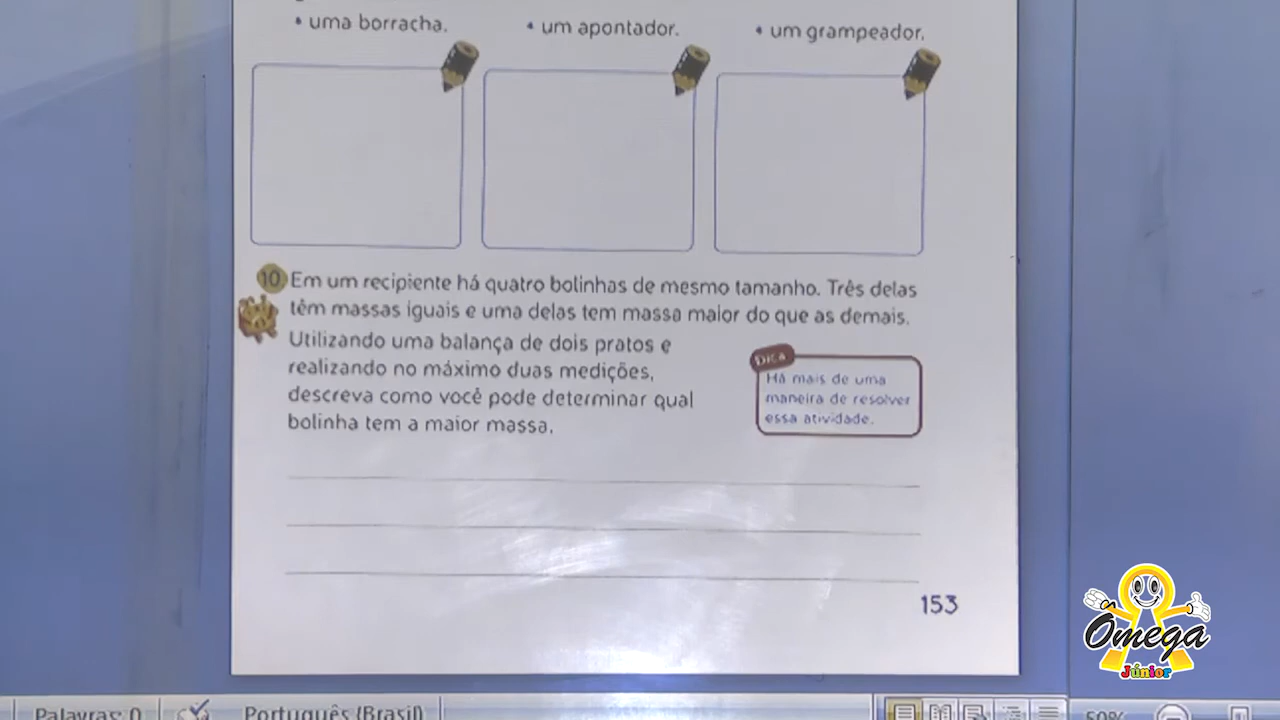 • uma borracha.
• um apontador.
• um grampeador.
10 Em um recipiente há quatro bolinhas de mesmo tamanho. Três delas
têm massas iguais e uma delas tem massa maior do que as demais.
Utilizando uma balança de dois pratos e
realizando no máximo duas medições,
descreva como você pode determinar qual
bolinha tem a maior massa.
DICA
Há mais de uma
maneira de resolver
essa atividade.
153
Ômega
Júnior
Palavras: 0
Português (Brasil)
50%